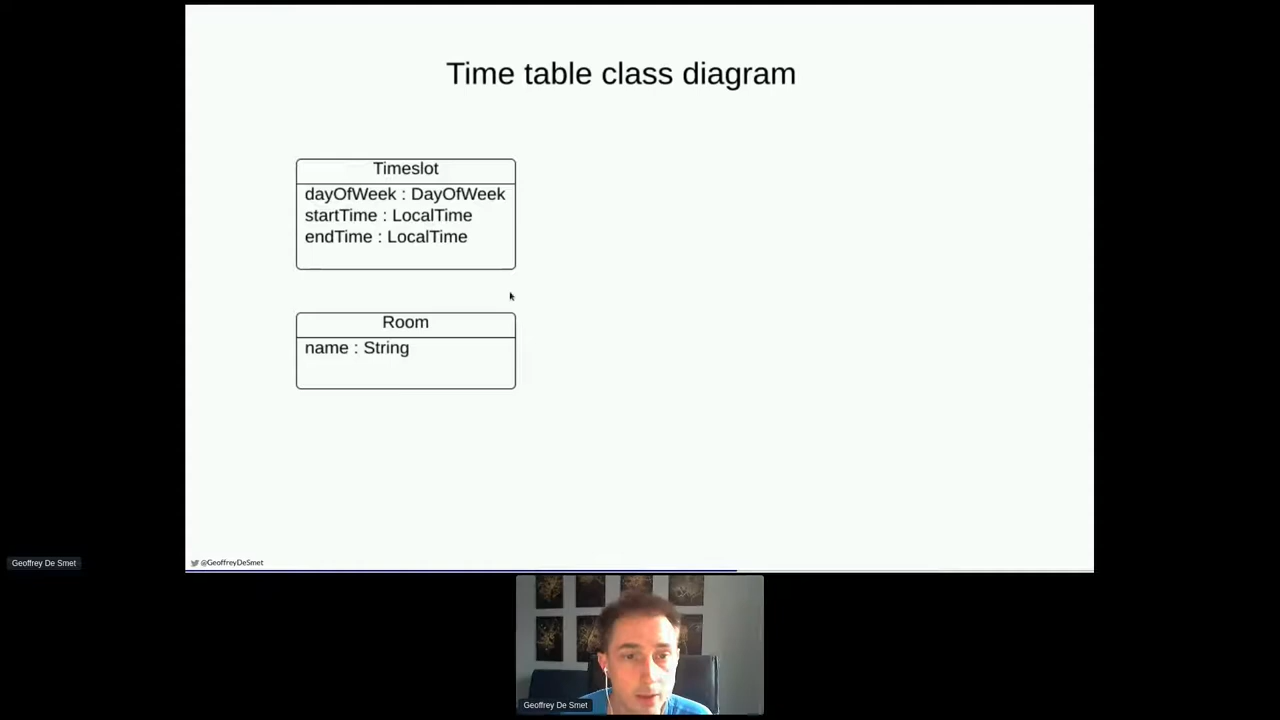 Time table class diagram
Timeslot
dayOfWeek : DayOfWeek
startTime : LocalTime
endTime : LocalTime
Room
name : String
@GeoffreyDeSmet
Geoffrey De Smet
Geoffrey De Smet